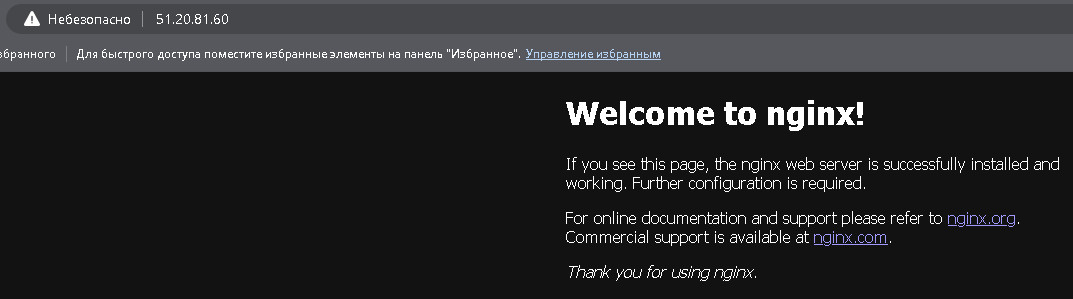 Небезопасно 51.20.81.60
збранного Для быстрого доступа поместите избранные элементы на панель "Избранное". Управление избранным
Welcome to nginx!
If you see this page, the nginx web server is successfully installed and
working. Further configuration is required.
For online documentation and support please refer to nginx.org.
Commercial support is available at nginx.com.
Thank you for using nginx.